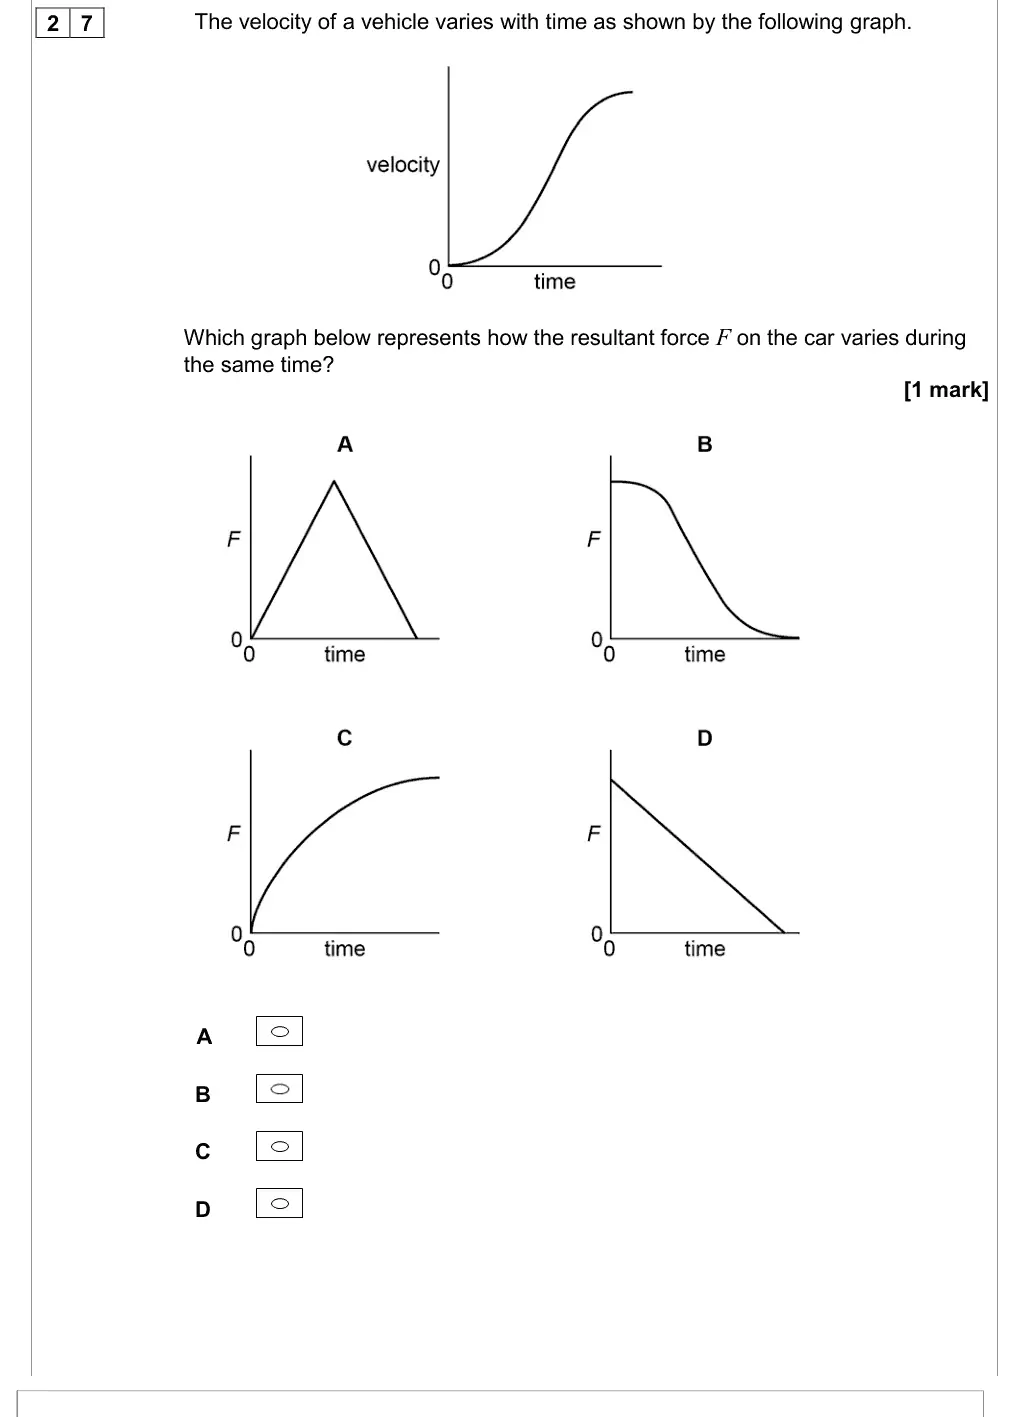 2 7
The velocity of a vehicle varies with time as shown by the following graph.
velocity
0
0
time
Which graph below represents how the resultant force F on the car varies during
the same time?
[1 mark]
A
F
0
0
time
B
F
0
0
time
C
F
0
0
time
D
F
0
0
time
A
B
C
D